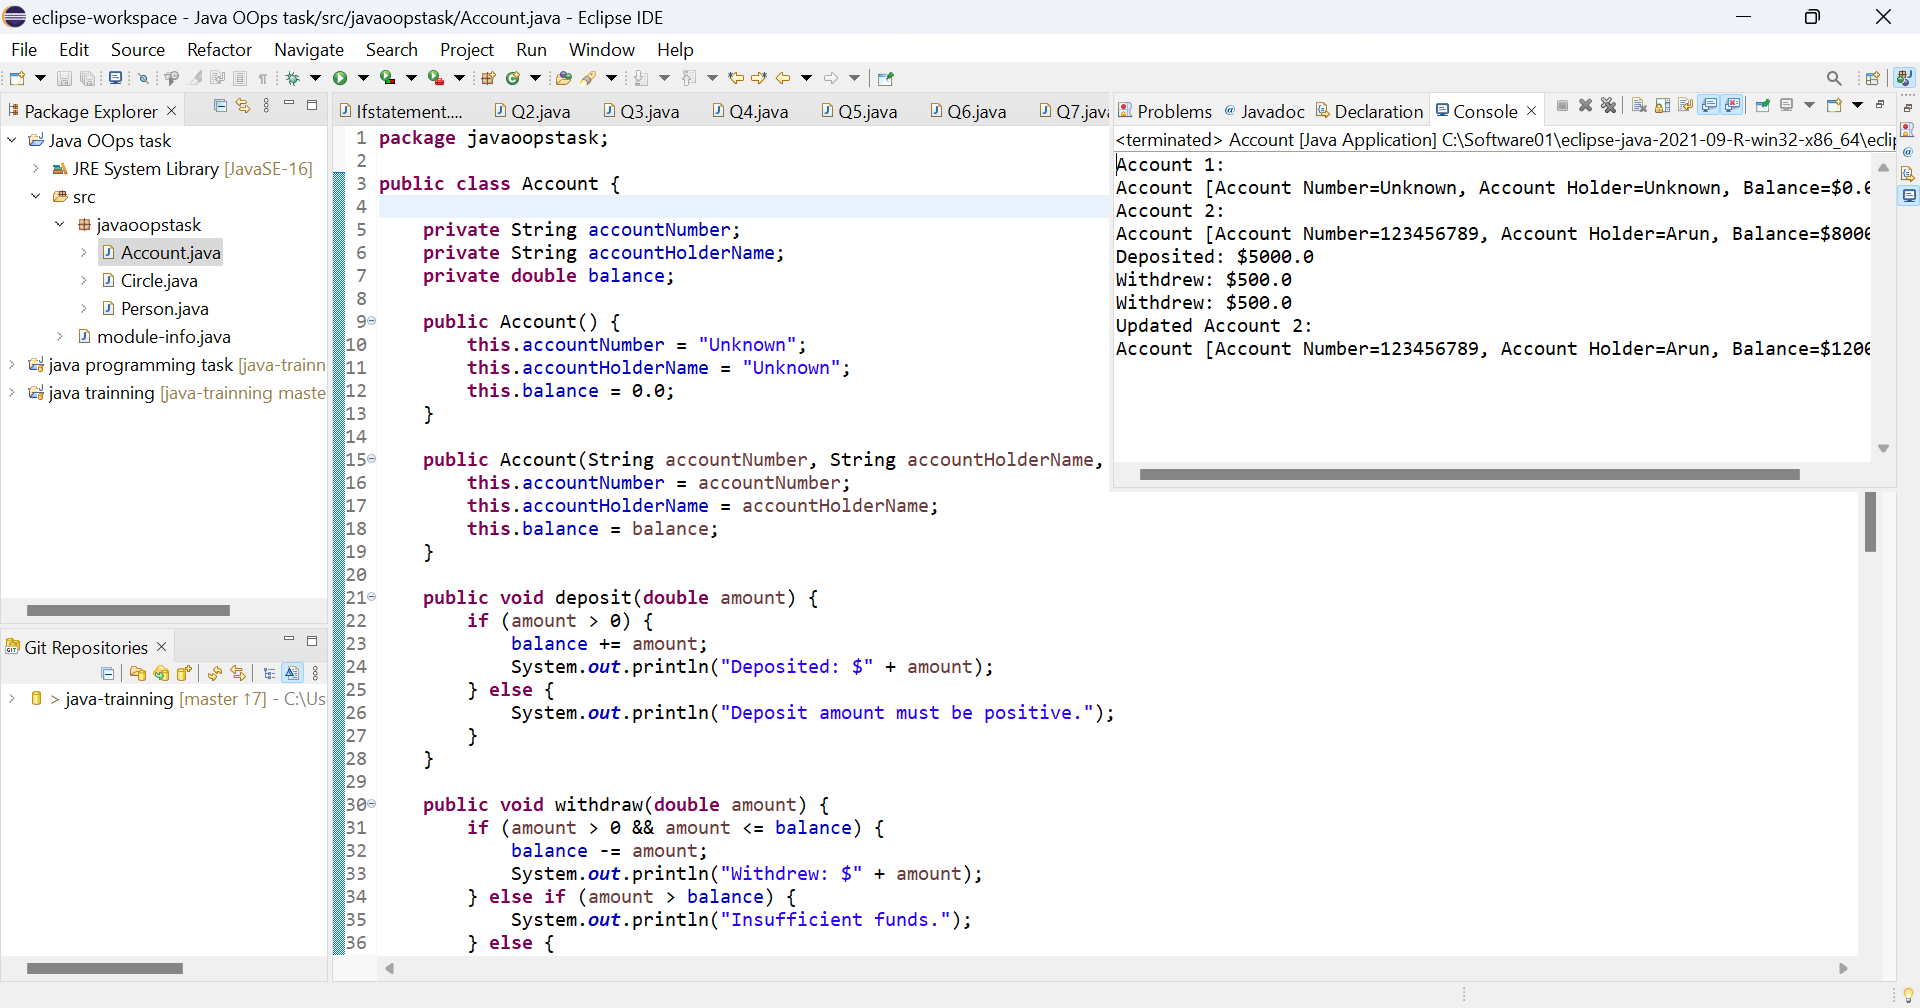 eclipse-workspace - Java OOps task/src/javaoopstask/Account.java - Eclipse IDE
File Edit Source Refactor Navigate Search Project Run Window Help
Package Explorer
Java OOps task
JRE System Library [JavaSE-16]
src
javaoopstask
Account.java
Circle.java
Person.java
module-info.java
java programming task [java-trainn
java trainning [java-trainning maste
Git Repositories
> java-trainning [master ↑7] - C:\Us
Ifstatement.... Q2.java Q3.java Q4.java Q5.java Q6.java Q7.java
1 package javaoopstask;
2
3 public class Account {
4
5 private String accountNumber;
6 private String accountHolderName;
7 private double balance;
8
9 public Account() {
10 this.accountNumber = "Unknown";
11 this.accountHolderName = "Unknown";
12 this.balance = 0.0;
13 }
14
15 public Account(String accountNumber, String accountHolderName,
16 this.accountNumber = accountNumber;
17 this.accountHolderName = accountHolderName;
18 this.balance = balance;
19 }
20
21 public void deposit(double amount) {
22 if (amount > 0) {
23 balance += amount;
24 System.out.println("Deposited: $" + amount);
25 } else {
26 System.out.println("Deposit amount must be positive.");
27 }
28 }
29
30 public void withdraw(double amount) {
31 if (amount > 0 && amount <= balance) {
32 balance -= amount;
33 System.out.println("Withdrew: $" + amount);
34 } else if (amount > balance) {
35 System.out.println("Insufficient funds.");
36 } else {
Problems Javadoc Declaration Console
<terminated> Account [Java Application] C:\Software01\eclipse-java-2021-09-R-win32-x86_64\eclip
Account 1:
Account [Account Number=Unknown, Account Holder=Unknown, Balance=$0.0
Account 2:
Account [Account Number=123456789, Account Holder=Arun, Balance=$8000
Deposited: $5000.0
Withdrew: $500.0
Withdrew: $500.0
Updated Account 2:
Account [Account Number=123456789, Account Holder=Arun, Balance=$1200